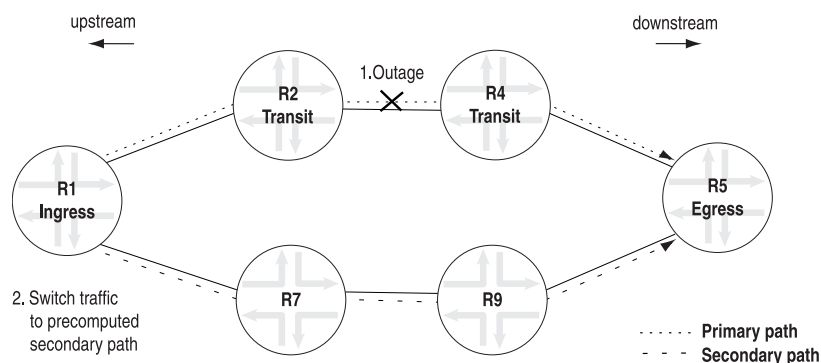 upstream
downstream
1.Outage
R2
Transit
R4
Transit
R1
Ingress
R5
Egress
2. Switch traffic
to precomputed
secondary path
R7
R9
Primary path
Secondary path